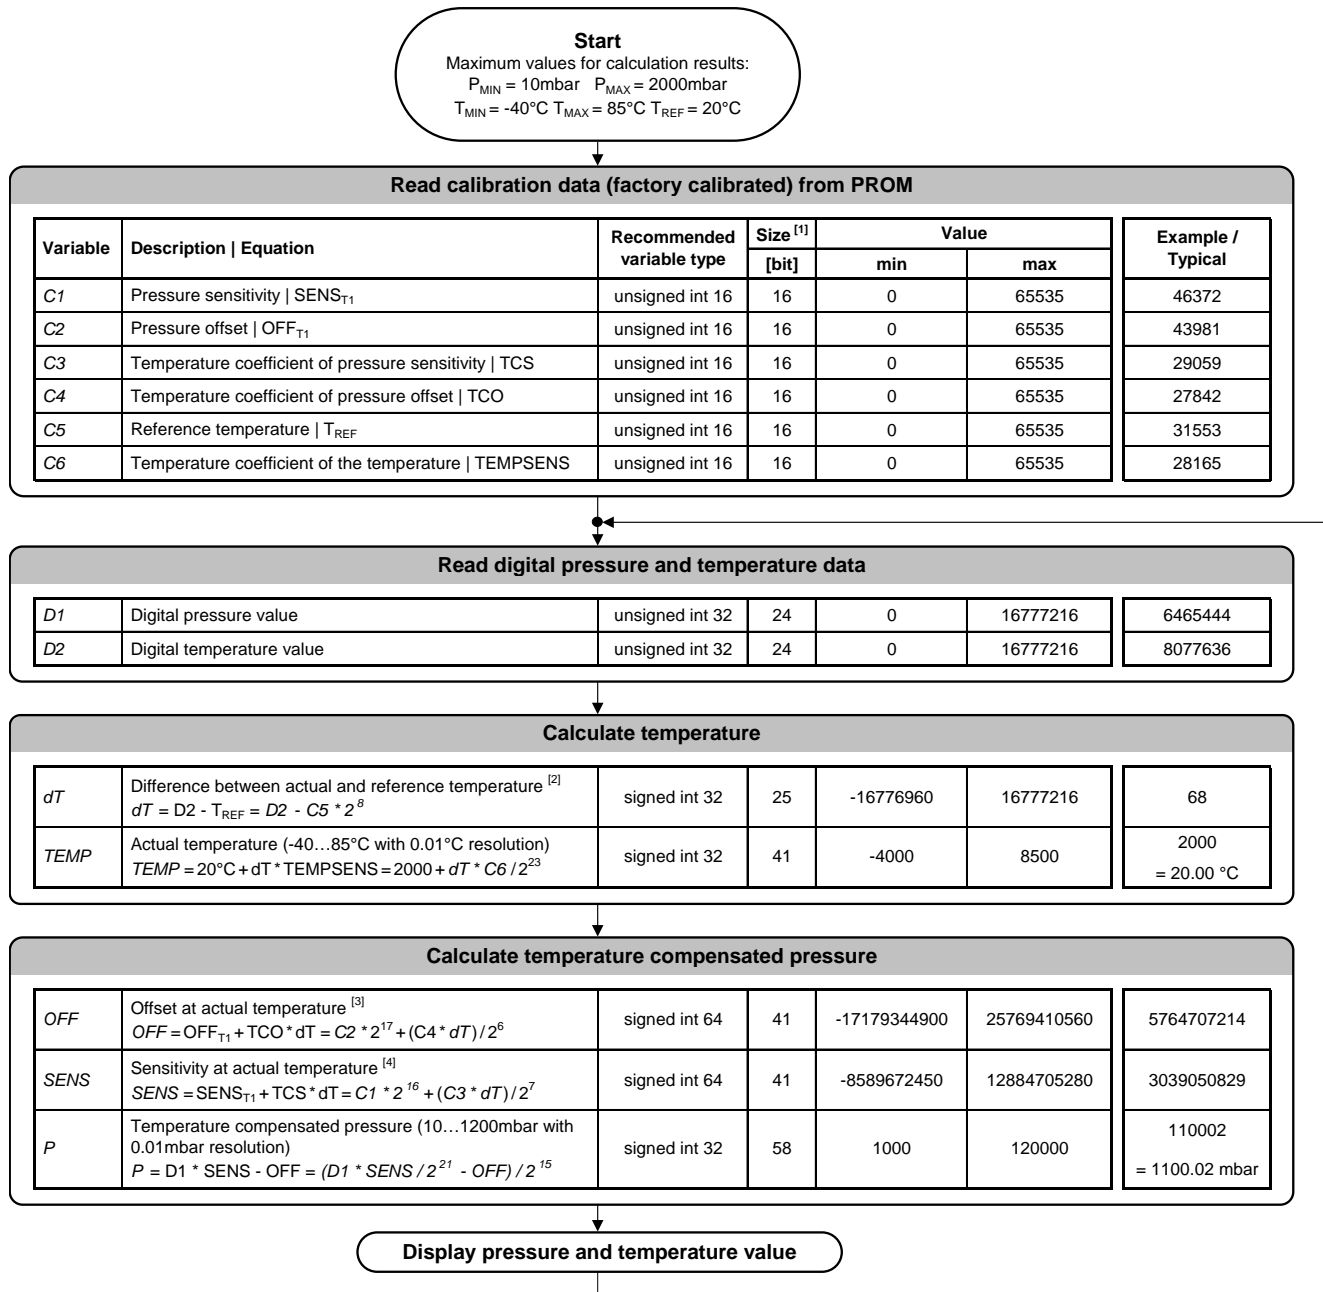 Start
Maximum values for calculation results:
PMIN = 10mbar PMAX = 2000mbar
TMIN = -40°C TMAX = 85°C TREF = 20°C
Read calibration data (factory calibrated) from PROM
Variable Description | Equation Recommended variable type Size [1] [bit] Value min max Example / Typical
C1 Pressure sensitivity | SENST1 unsigned int 16 16 0 65535 46372
C2 Pressure offset | OFFT1 unsigned int 16 16 0 65535 43981
C3 Temperature coefficient of pressure sensitivity | TCS unsigned int 16 16 0 65535 29059
C4 Temperature coefficient of pressure offset | TCO unsigned int 16 16 0 65535 27842
C5 Reference temperature | TREF unsigned int 16 16 0 65535 31553
C6 Temperature coefficient of the temperature | TEMPSENS unsigned int 16 16 0 65535 28165
Read digital pressure and temperature data
D1 Digital pressure value unsigned int 32 24 0 16777216 6465444
D2 Digital temperature value unsigned int 32 24 0 16777216 8077636
Calculate temperature
dT Difference between actual and reference temperature [2]
dT = D2 - TREF = D2 - C5 * 2^8 signed int 32 25 -16776960 16777216 68
TEMP Actual temperature (-40…85°C with 0.01°C resolution)
TEMP = 20°C + dT * TEMPSENS = 2000 + dT * C6 / 2^23 signed int 32 41 -4000 8500 2000
= 20.00 °C
Calculate temperature compensated pressure
OFF Offset at actual temperature [3]
OFF = OFFT1 + TCO * dT = C2 * 2^17 + (C4 * dT) / 2^6 signed int 64 41 -17179344900 25769410560 5764707214
SENS Sensitivity at actual temperature [4]
SENS = SENST1 + TCS * dT = C1 * 2^16 + (C3 * dT) / 2^7 signed int 64 41 -8589672450 12884705280 3039050829
P Temperature compensated pressure (10…1200mbar with
0.01mbar resolution)
P = D1 * SENS - OFF = (D1 * SENS / 2^21 - OFF) / 2^15 signed int 32 58 1000 120000 110002
= 1100.02 mbar
Display pressure and temperature value